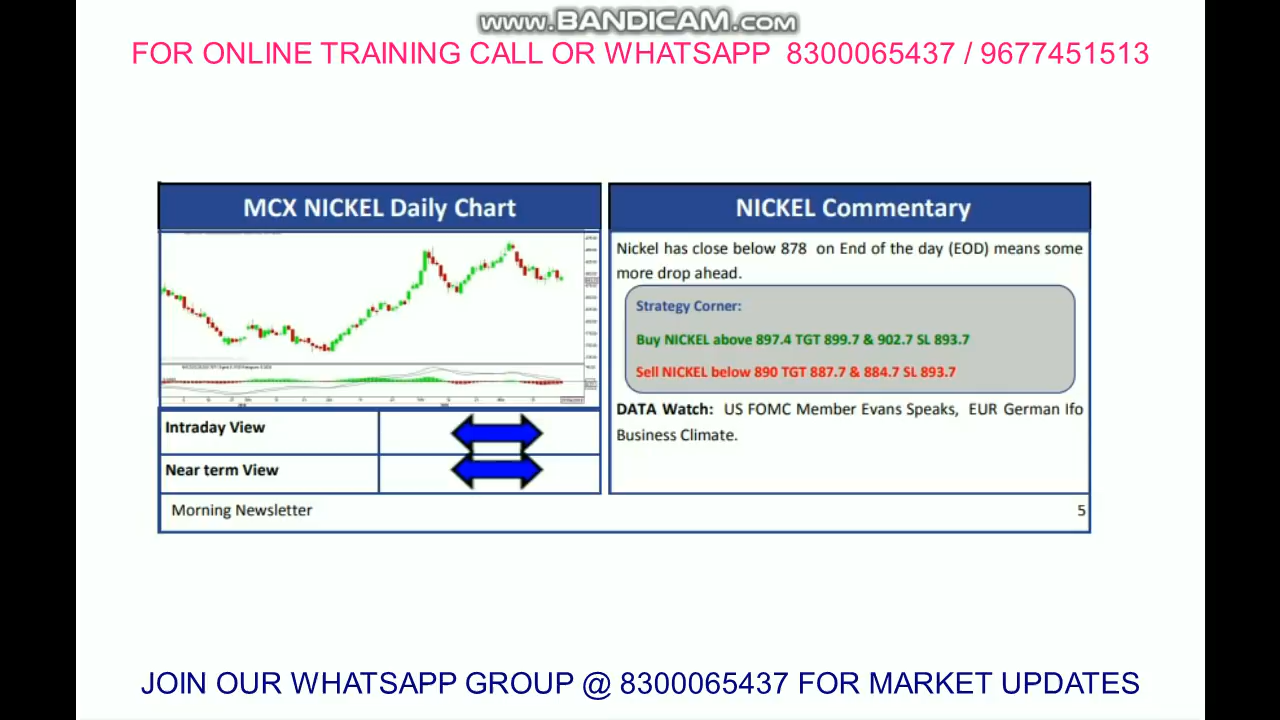 www.BANDICAM.com
FOR ONLINE TRAINING CALL OR WHATSAPP 8300065437 / 9677451513
MCX NICKEL Daily Chart
NICKEL Commentary
Nickel has close below 878 on End of the day (EOD) means some
more drop ahead.
Strategy Corner:
Buy NICKEL above 897.4 TGT 899.7 & 902.7 SL 893.7
Sell NICKEL below 890 TGT 887.7 & 884.7 SL 893.7
DATA Watch: US FOMC Member Evans Speaks, EUR German Ifo
Business Climate.
Intraday View
Near term View
Morning Newsletter
5
JOIN OUR WHATSAPP GROUP @ 8300065437 FOR MARKET UPDATES